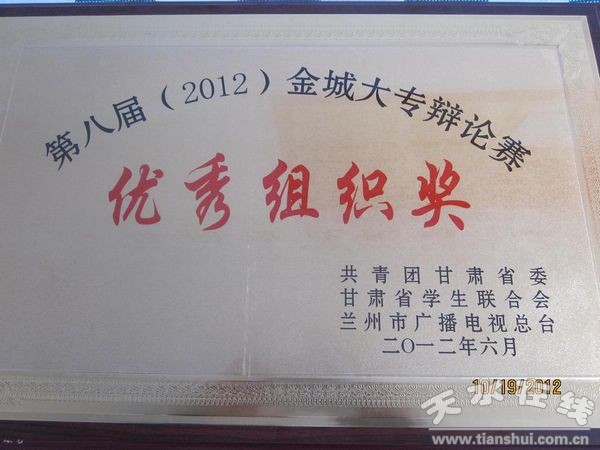 第八届（2012）金城大专辩论赛
优秀组织奖
共青团甘肃省委
甘肃省学生联合会
兰州市广播电视总台
二〇一二年六月
10/19/2012
天水在线
www.tianshui.com.cn